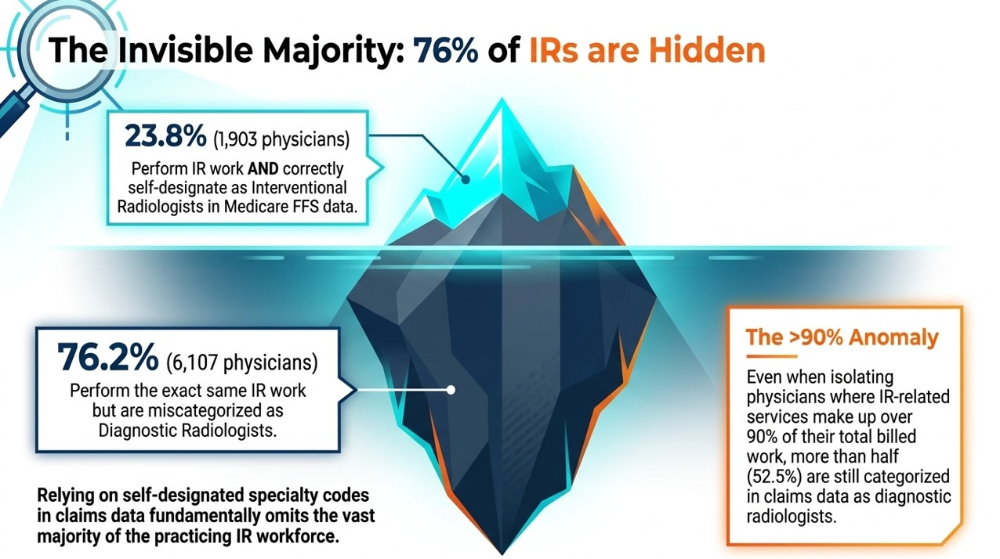 The Invisible Majority: 76% of IRs are Hidden
23.8% (1,903 physicians)
Perform IR work AND correctly
self-designate as Interventional
Radiologists in Medicare FFS data.
76.2% (6,107 physicians)
Perform the exact same IR work
but are miscategorized as
Diagnostic Radiologists.
Relying on self-designated specialty codes
in claims data fundamentally omits the vast
majority of the practicing IR workforce.
The >90% Anomaly
Even when isolating
physicians where IR-related
services make up over
90% of their total billed
work, more than half
(52.5%) are still categorized
in claims data as diagnostic
radiologists.